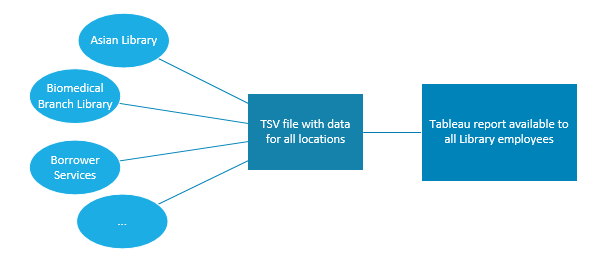 Asian Library
Biomedical
Branch Library
Borrower
Services
...
TSV file with data
for all locations
Tableau report available to
all Library employees